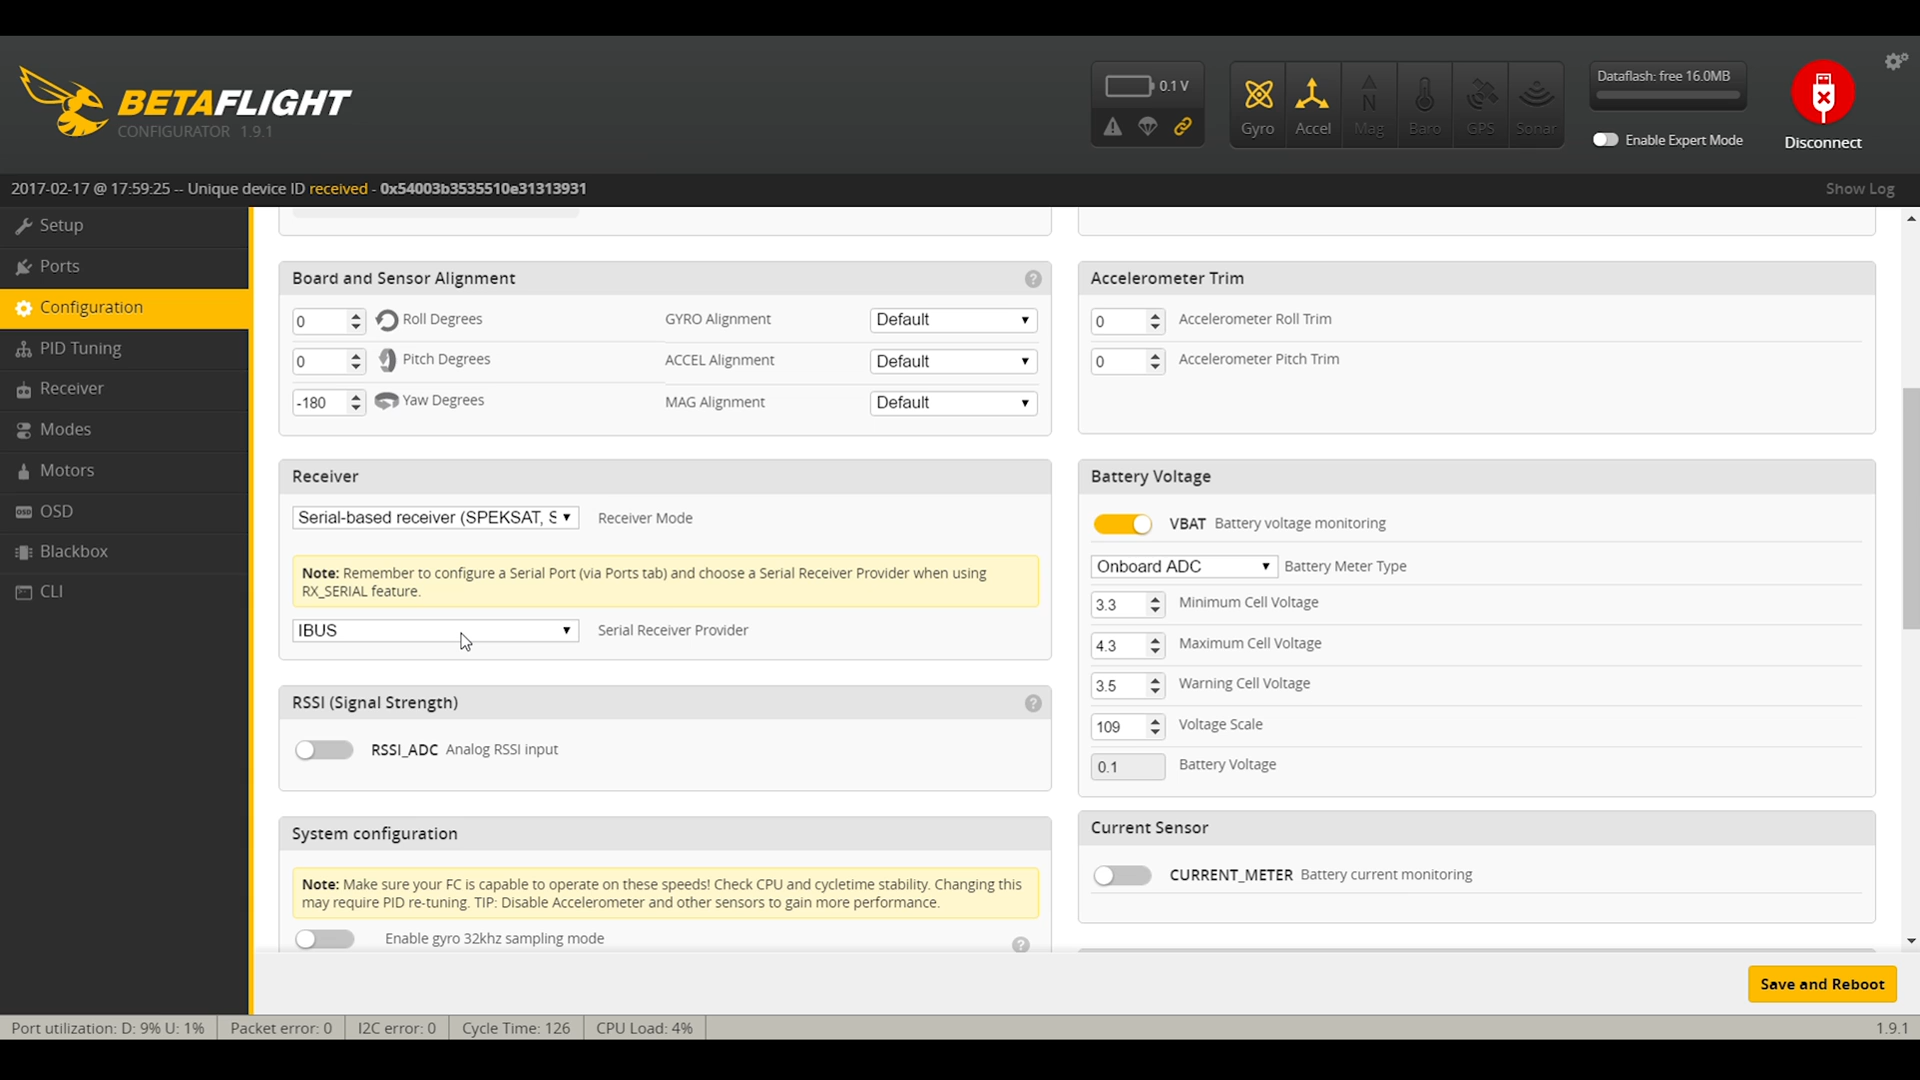 BETAFLIGHT
CONFIGURATOR 1.9.1
0.1 V
Gyro
Accel
Mag
Baro
GPS
Sonar
Dataflash: free 16.0MB
Enable Expert Mode
Disconnect
2017-02-17 @ 17:59:25 -- Unique device ID received - 0x54003b3535510e31313931
Show Log
Setup
Ports
Configuration
PID Tuning
Receiver
Modes
Motors
OSD
Blackbox
CLI
Board and Sensor Alignment
?
0 Roll Degrees
GYRO Alignment Default
0 Pitch Degrees
ACCEL Alignment Default
-180 Yaw Degrees
MAG Alignment Default
Accelerometer Trim
0 Accelerometer Roll Trim
0 Accelerometer Pitch Trim
Receiver
Serial-based receiver (SPEKSAT, S Receiver Mode
Note: Remember to configure a Serial Port (via Ports tab) and choose a Serial Receiver Provider when using
RX_SERIAL feature.
IBUS Serial Receiver Provider
Battery Voltage
VBAT Battery voltage monitoring
Onboard ADC Battery Meter Type
3.3 Minimum Cell Voltage
4.3 Maximum Cell Voltage
3.5 Warning Cell Voltage
109 Voltage Scale
0.1 Battery Voltage
RSSI (Signal Strength)
?
RSSI_ADC Analog RSSI input
System configuration
Note: Make sure your FC is capable to operate on these speeds! Check CPU and cycletime stability. Changing this
may require PID re-tuning. TIP: Disable Accelerometer and other sensors to gain more performance.
Enable gyro 32khz sampling mode
?
Current Sensor
CURRENT_METER Battery current monitoring
Save and Reboot
Port utilization: D: 9% U: 1%
Packet error: 0
I2C error: 0
Cycle Time: 126
CPU Load: 4%
1.9.1